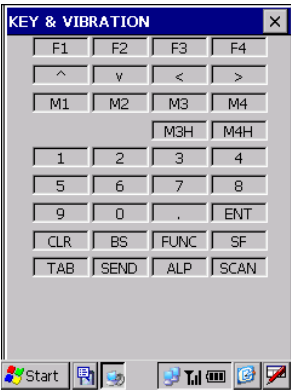 KEY & VIBRATION
F1 F2 F3 F4
^ v < >
M1 M2 M3 M4
M3H M4H
1 2 3 4
5 6 7 8
9 0 . ENT
CLR BS FUNC SF
TAB SEND ALP SCAN
Start